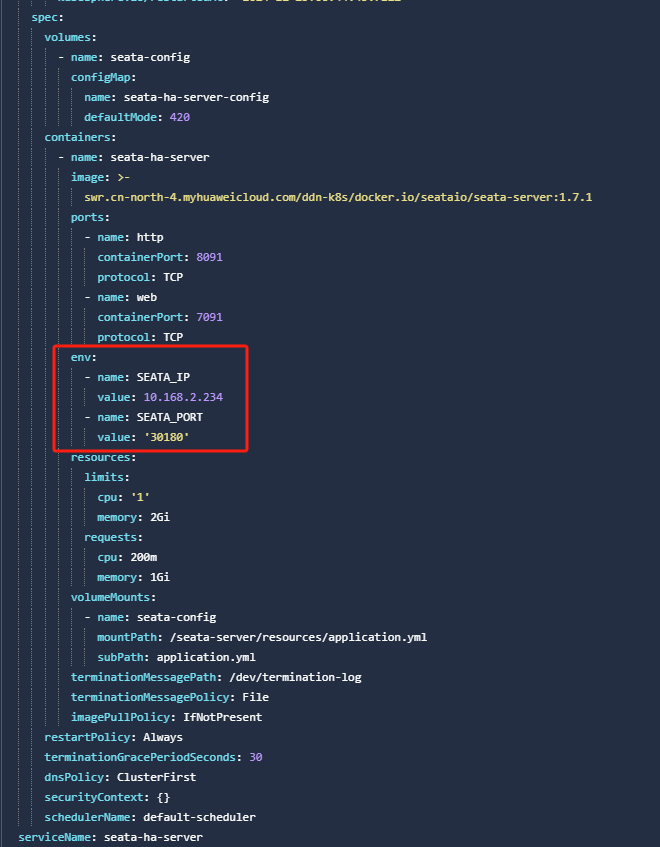 spec:
volumes:
- name: seata-config
configMap:
name: seata-ha-server-config
defaultMode: 420
containers:
- name: seata-ha-server
image: >-
swr.cn-north-4.myhuaweicloud.com/ddn-k8s/docker.io/seataio/seata-server:1.7.1
ports:
- name: http
containerPort: 8091
protocol: TCP
- name: web
containerPort: 7091
protocol: TCP
env:
- name: SEATA_IP
value: 10.168.2.234
- name: SEATA_PORT
value: '30180'
resources:
limits:
cpu: '1'
memory: 2Gi
requests:
cpu: 200m
memory: 1Gi
volumeMounts:
- name: seata-config
mountPath: /seata-server/resources/application.yml
subPath: application.yml
terminationMessagePath: /dev/termination-log
terminationMessagePolicy: File
imagePullPolicy: IfNotPresent
restartPolicy: Always
terminationGracePeriodSeconds: 30
dnsPolicy: ClusterFirst
securityContext: {}
schedulerName: default-scheduler
serviceName: seata-ha-server